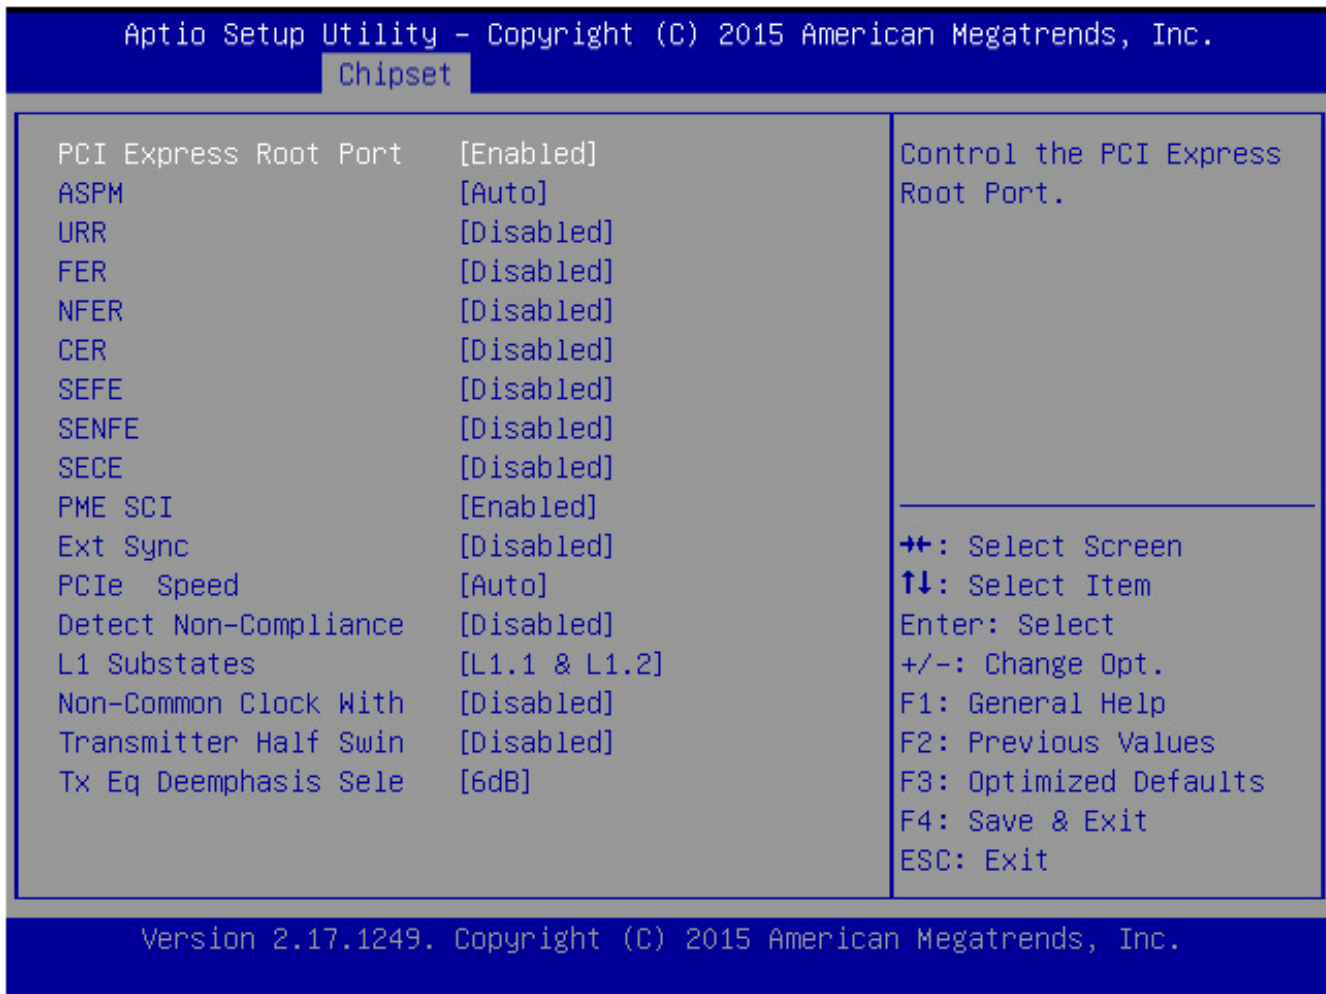 Aptio Setup Utility – Copyright (C) 2015 American Megatrends, Inc.
Chipset
PCI Express Root Port [Enabled]
ASPM [Auto]
URR [Disabled]
FER [Disabled]
NFER [Disabled]
CER [Disabled]
SEFE [Disabled]
SENFE [Disabled]
SECE [Disabled]
PME SCI [Enabled]
Ext Sync [Disabled]
PCIe Speed [Auto]
Detect Non-Compliance [Disabled]
L1 Substates [L1.1 & L1.2]
Non-Common Clock With [Disabled]
Transmitter Half Swin [Disabled]
Tx Eq Deemphasis Sele [6dB]
Control the PCI Express
Root Port.
→←: Select Screen
↑↓: Select Item
Enter: Select
+/-: Change Opt.
F1: General Help
F2: Previous Values
F3: Optimized Defaults
F4: Save & Exit
ESC: Exit
Version 2.17.1249. Copyright (C) 2015 American Megatrends, Inc.